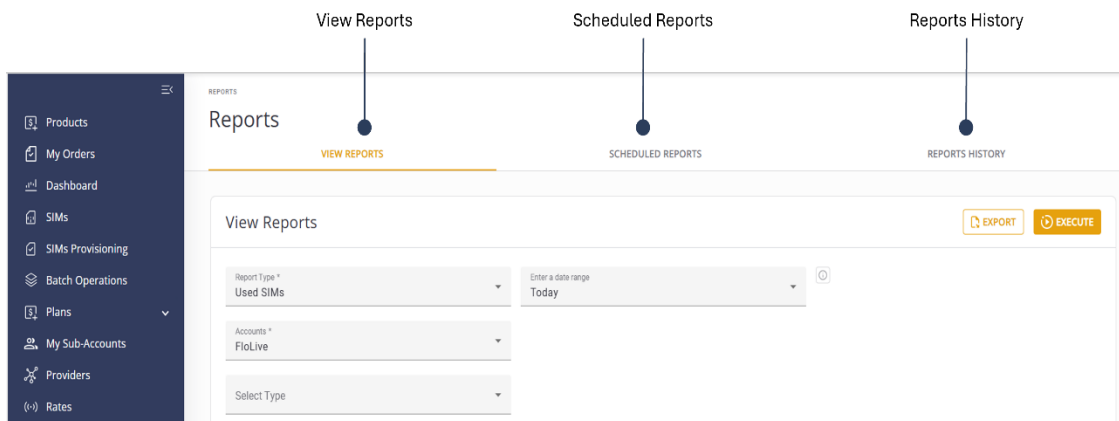 View Reports
Scheduled Reports
Reports History
REPORTS
Reports
VIEW REPORTS
SCHEDULED REPORTS
REPORTS HISTORY
Products
My Orders
Dashboard
SIMs
SIMs Provisioning
Batch Operations
Plans
My Sub-Accounts
Providers
Rates
View Reports
EXPORT
EXECUTE
Report Type *
Used SIMs
Enter a date range
Today
Accounts *
FloLive
Select Type